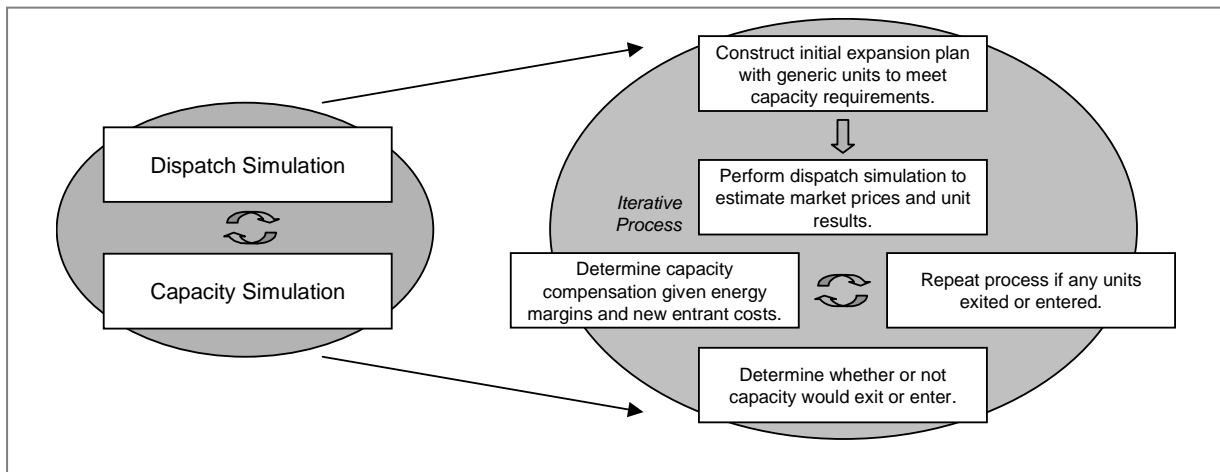 Dispatch Simulation
Capacity Simulation
Construct initial expansion plan
with generic units to meet
capacity requirements.
Perform dispatch simulation to
estimate market prices and unit
results.
Iterative
Process
Determine capacity
compensation given energy
margins and new entrant costs.
Repeat process if any units
exited or entered.
Determine whether or not
capacity would exit or enter.